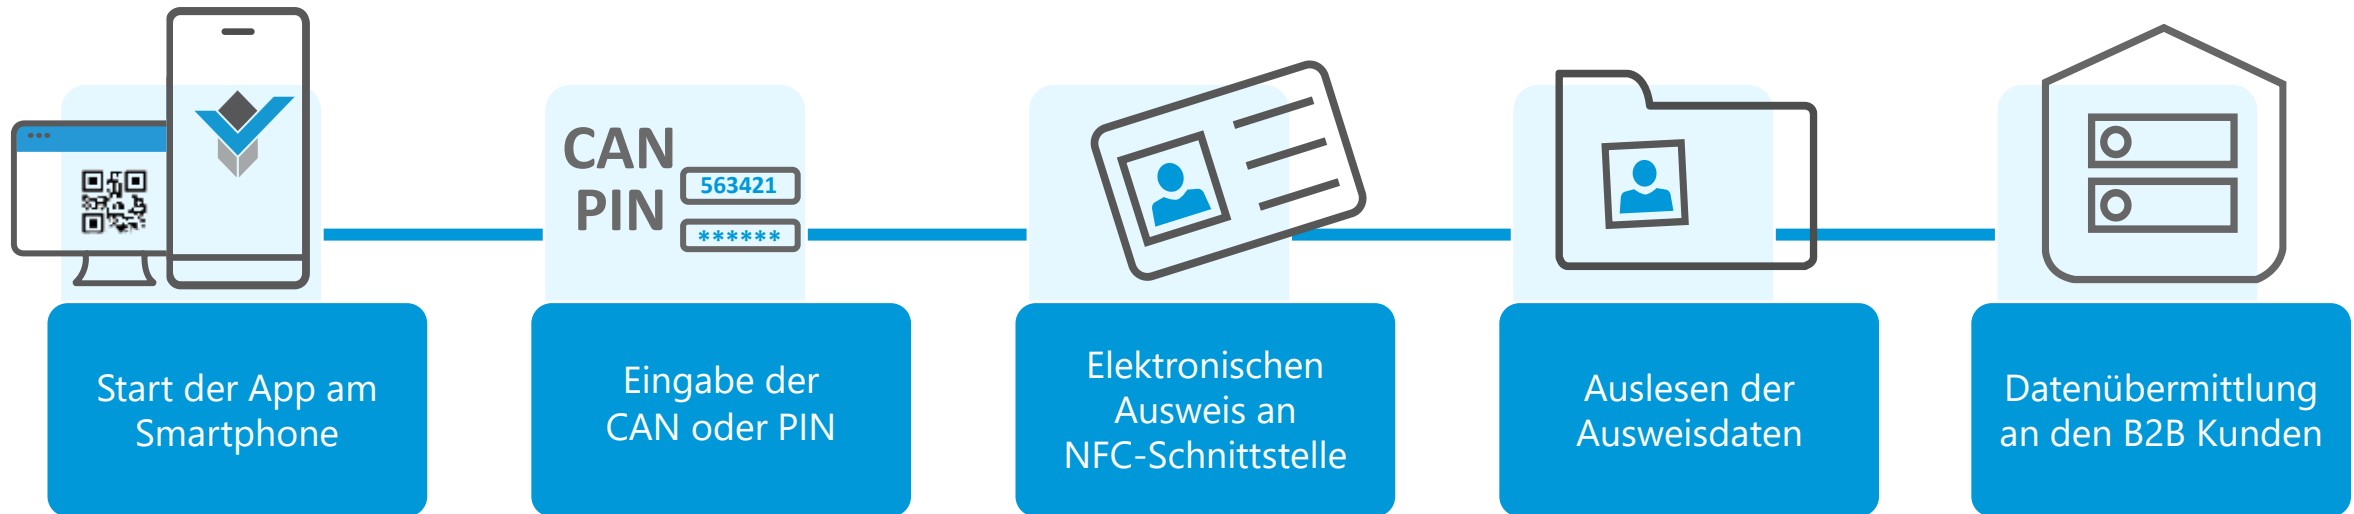 CAN
PIN
563421
******
Start der App am
Smartphone
Eingabe der
CAN oder PIN
Elektronischen
Ausweis an
NFC-Schnittstelle
Auslesen der
Ausweisdaten
Datenübermittlung
an den B2B Kunden